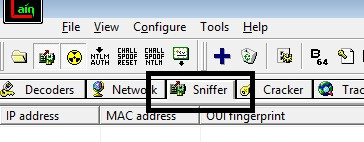 Cain
File View Configure Tools Help
NTLM AUTH CHALL SPOOF RESET CHALL SPOOF NTLM B 64
Decoders Network Sniffer Cracker Trac
IP address MAC address OUI fingerprint